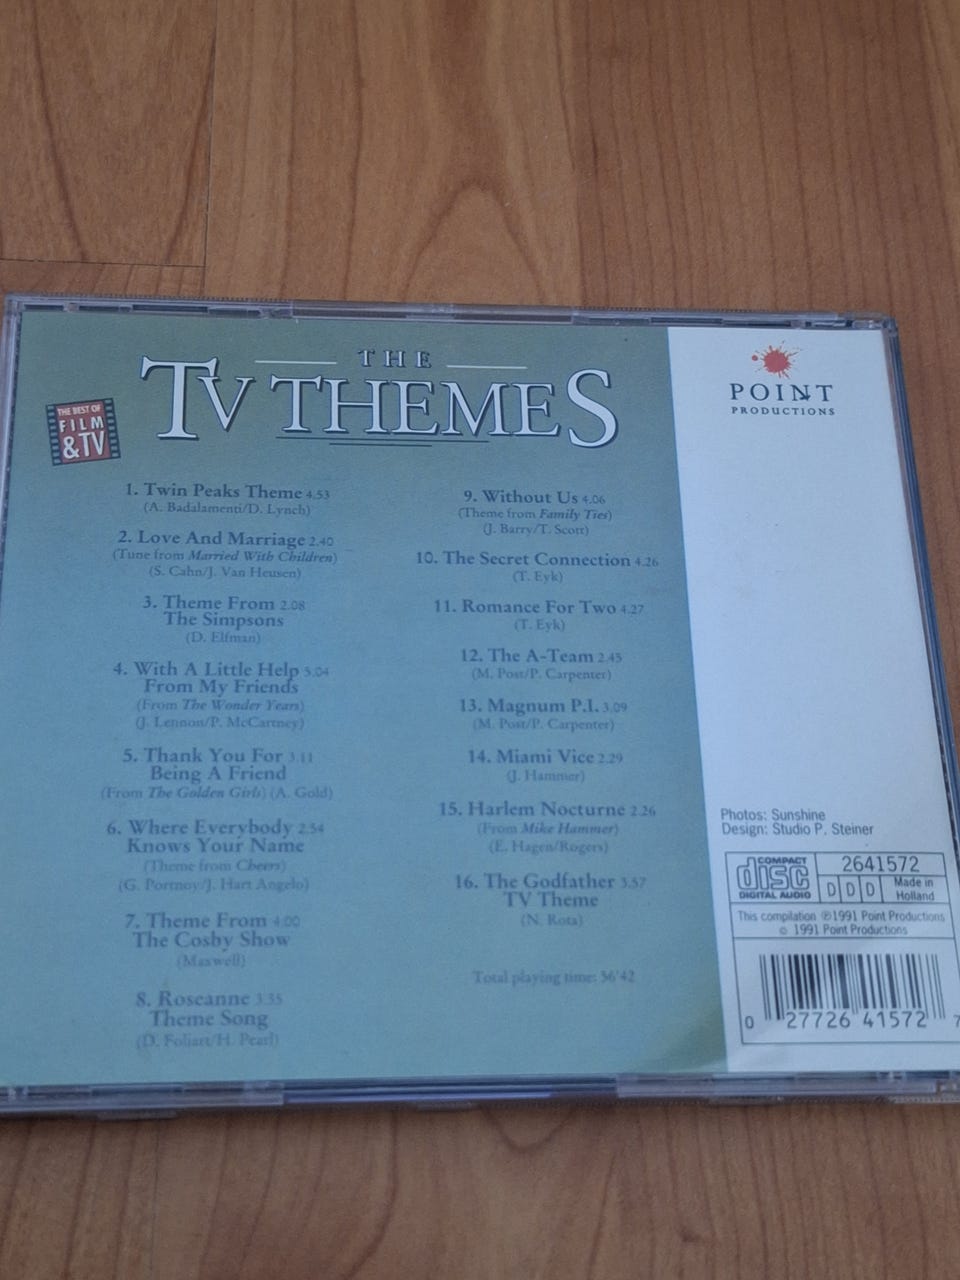 THE
TV THEMES
THE BEST OF
FILM
&TV
1. Twin Peaks Theme 4.53
(A. Badalamenti/D. Lynch)
2. Love And Marriage 2.40
(Tune from Married With Children)
(S. Cahn/J. Van Heusen)
3. Theme From 2.08
The Simpsons
(D. Elfman)
4. With A Little Help 5.04
From My Friends
(From The Wonder Years)
(J. Lennon/P. McCartney)
5. Thank You For 3.11
Being A Friend
(From The Golden Girls) (A. Gold)
6. Where Everybody 2.54
Knows Your Name
(Theme from Cheers)
(G. Portnoy/J. Hart Angelo)
7. Theme From 4.00
The Cosby Show
(Maxwell)
8. Roseanne 3.35
Theme Song
(D. Foliart/H. Pearl)
9. Without Us 4.06
(Theme from Family Ties)
(J. Barry/T. Scott)
10. The Secret Connection 4.26
(T. Eyk)
11. Romance For Two 4.27
(T. Eyk)
12. The A-Team 2.45
(M. Post/P. Carpenter)
13. Magnum P.I. 3.09
(M. Post/P. Carpenter)
14. Miami Vice 2.29
(J. Hammer)
15. Harlem Nocturne 2.26
(From Mike Hammer)
(E. Hagen/Rogers)
16. The Godfather 3.57
TV Theme
(N. Rota)
Total playing time: 56'42
POINT
PRODUCTIONS
Photos: Sunshine
Design: Studio P. Steiner
COMPACT
disc
DIGITAL AUDIO
2641572
D D D
Made in
Holland
This compilation ℗1991 Point Productions
© 1991 Point Productions
0 27726 41572 7